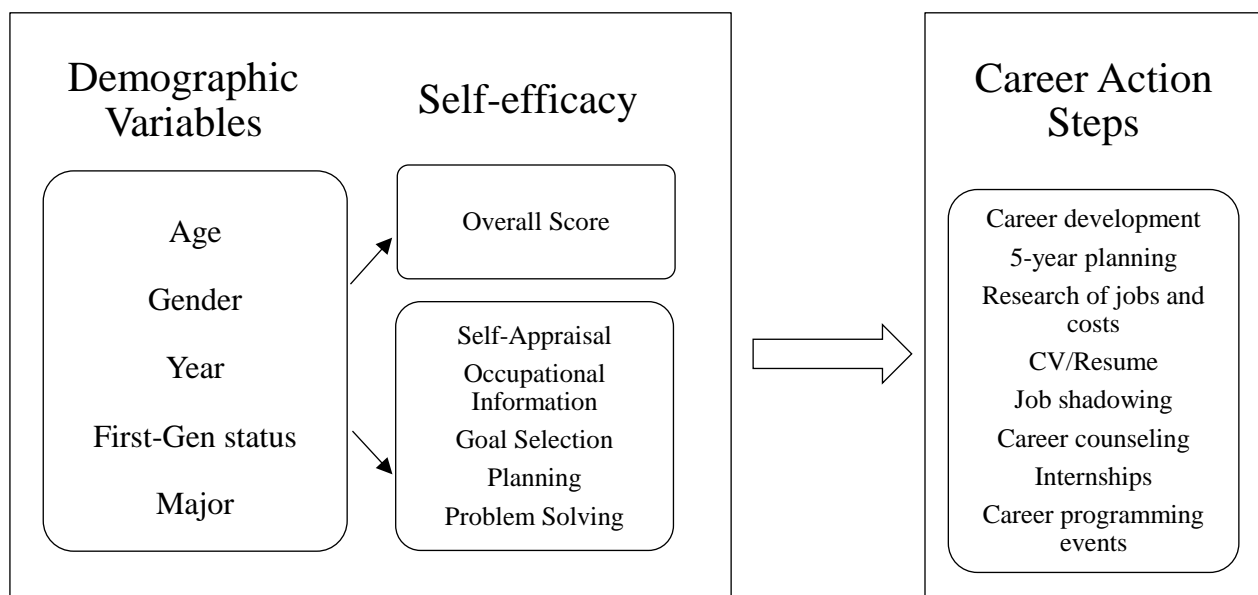 Demographic
Variables
Age
Gender
Year
First-Gen status
Major
Self-efficacy
Overall Score
Self-Appraisal
Occupational
Information
Goal Selection
Planning
Problem Solving
Career Action
Steps
Career development
5-year planning
Research of jobs and
costs
CV/Resume
Job shadowing
Career counseling
Internships
Career programming
events